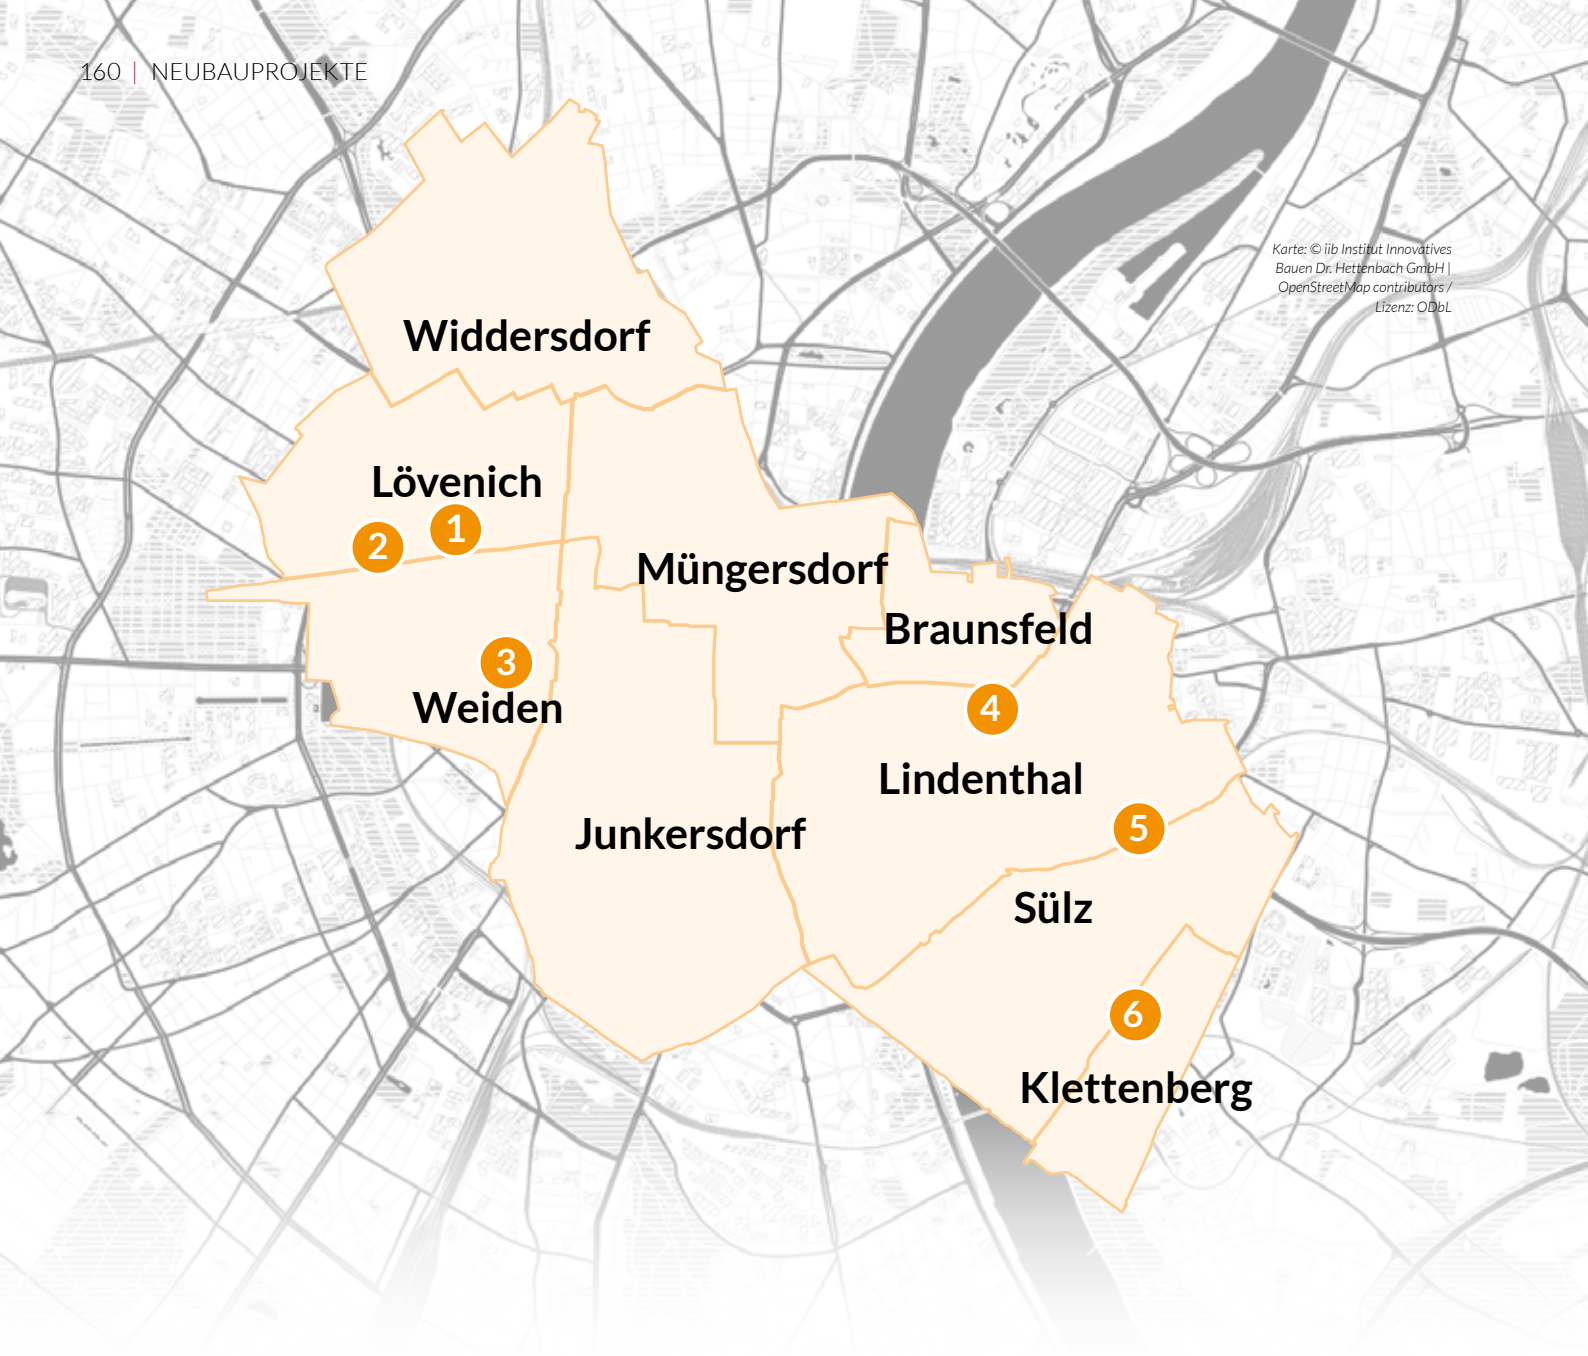 160 | NEUBAUPROJEKTE
Karte: © iib Institut Innovatives
Bauen Dr. Hettenbach GmbH |
OpenStreetMap contributors /
Lizenz: ODbL
Widdersdorf
Lövenich
1
2
Müngersdorf
Braunsfeld
3
Weiden
4
Lindenthal
Junkersdorf
5
Sülz
6
Klettenberg